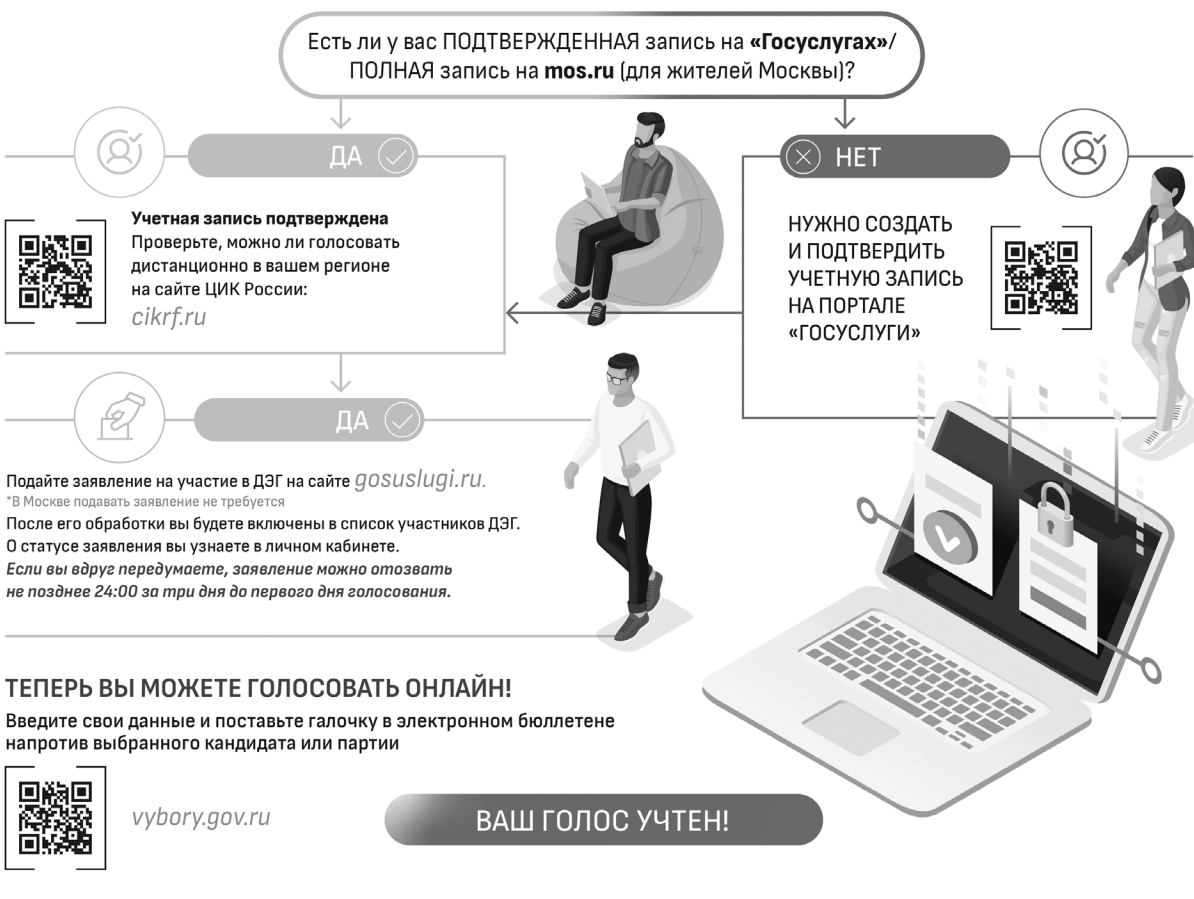 Есть ли у вас ПОДТВЕРЖДЕННАЯ запись на «Госуслугах»/
ПОЛНАЯ запись на mos.ru (для жителей Москвы)?
ДА
Учетная запись подтверждена
Проверьте, можно ли голосовать
дистанционно в вашем регионе
на сайте ЦИК России:
cikrf.ru
НЕТ
НУЖНО СОЗДАТЬ
И ПОДТВЕРДИТЬ
УЧЕТНУЮ ЗАПИСЬ
НА ПОРТАЛЕ
«ГОСУСЛУГИ»
ДА
Подайте заявление на участие в ДЭГ на сайте gosuslugi.ru.
*В Москве подавать заявление не требуется
После его обработки вы будете включены в список участников ДЭГ.
О статусе заявления вы узнаете в личном кабинете.
Если вы вдруг передумаете, заявление можно отозвать
не позднее 24:00 за три дня до первого дня голосования.
ТЕПЕРЬ ВЫ МОЖЕТЕ ГОЛОСОВАТЬ ОНЛАЙН!
Введите свои данные и поставьте галочку в электронном бюллетене
напротив выбранного кандидата или партии
vybory.gov.ru
ВАШ ГОЛОС УЧТЕН!